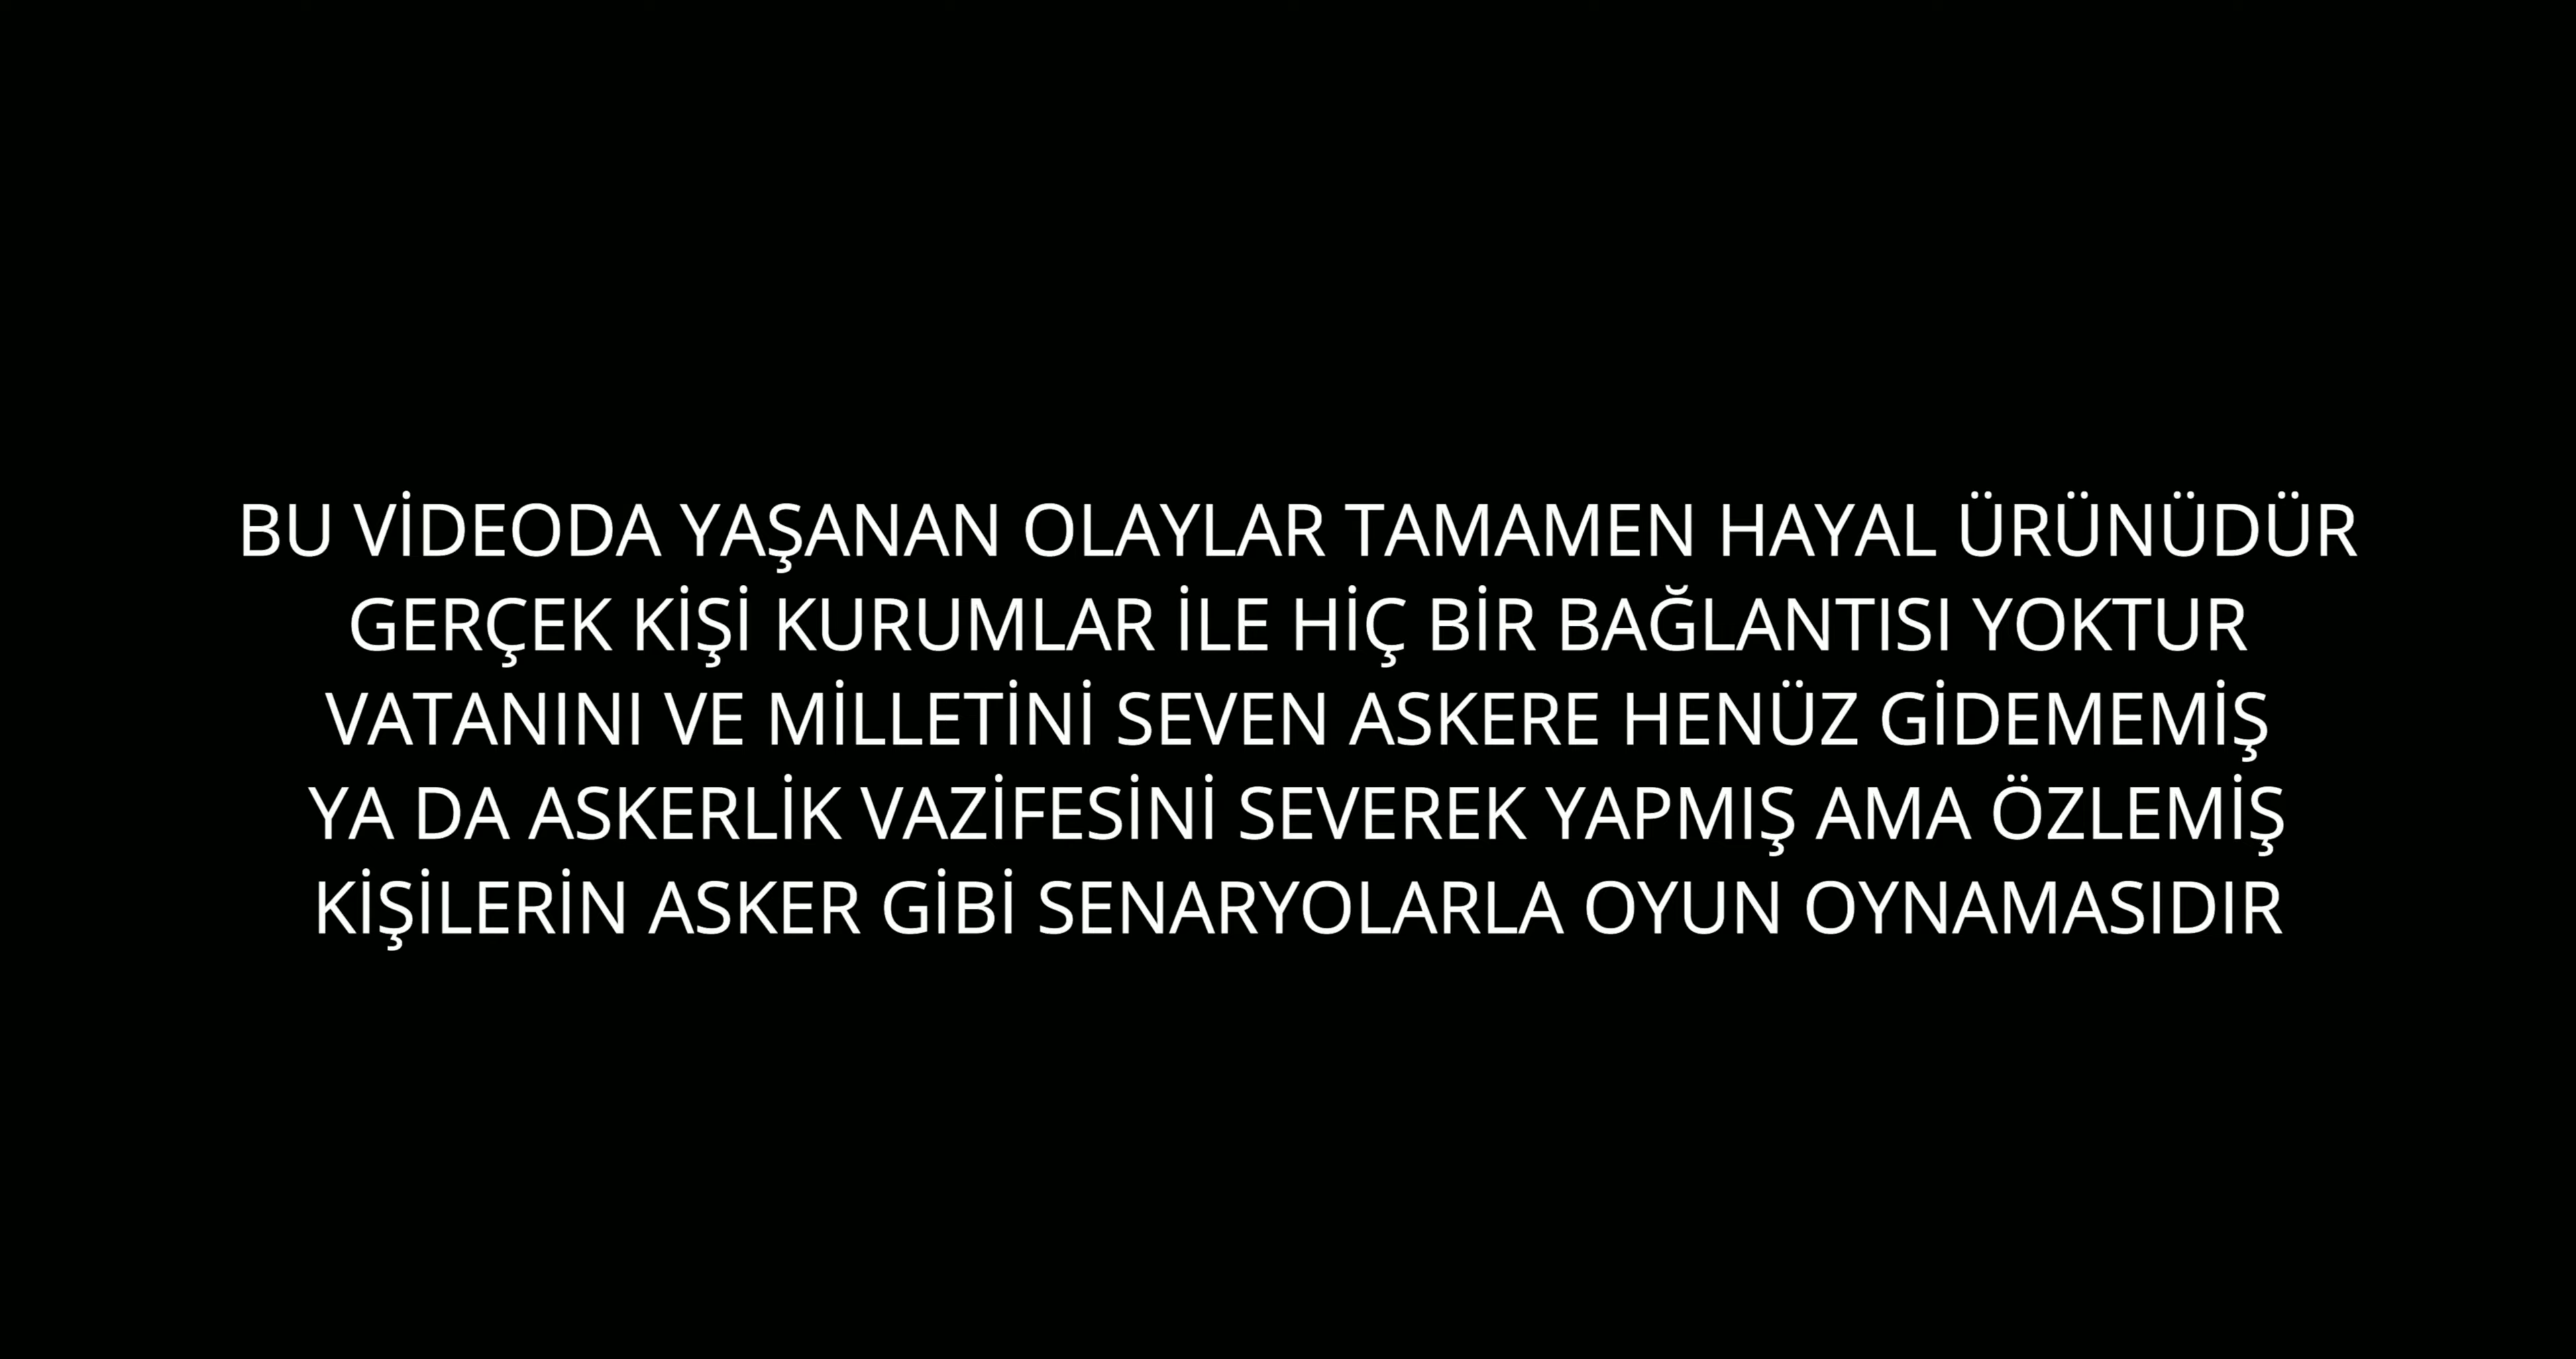 BU VİDEODA YAŞANAN OLAYLAR TAMAMEN HAYAL ÜRÜNÜDÜR
GERÇEK KİŞİ KURUMLAR İLE HİÇ BİR BAĞLANTISI YOKTUR
VATANINI VE MİLLETİNİ SEVEN ASKERE HENÜZ GİDEMEMİŞ
YA DA ASKERLİK VAZİFESİNİ SEVEREK YAPMIŞ AMA ÖZLEMİŞ
KİŞİLERİN ASKER GİBİ SENARYOLARLA OYUN OYNAMASIDIR